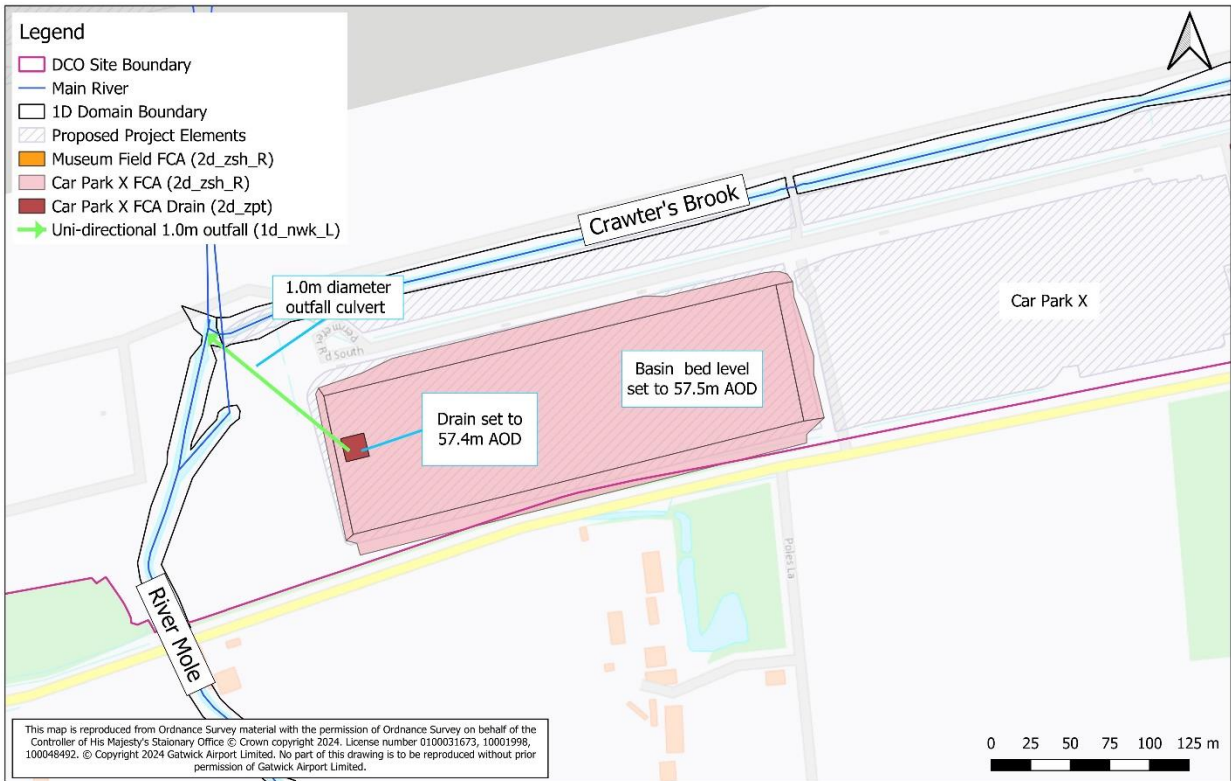 Legend
DCO Site Boundary
Main River
1D Domain Boundary
Proposed Project Elements
Museum Field FCA (2d_zsh_R)
Car Park X FCA (2d_zsh_R)
Car Park X FCA Drain (2d_zpt)
Uni-directional 1.0m outfall (1d_nwk_L)
Crawter's Brook
1.0m diameter
outfall culvert
Perimeter
Rd South
Car Park X
Basin bed level
set to 57.5m AOD
Drain set to
57.4m AOD
Poles La
River Mole
This map is reproduced from Ordnance Survey material with the permission of Ordnance Survey on behalf of the
Controller of His Majesty's Staionary Office © Crown copyright 2024. License number 0100031673, 10001998,
100048492. © Copyright 2024 Gatwick Airport Limited. No part of this drawing is to be reproduced without prior
permission of Gatwick Airport Limited.
0 25 50 75 100 125 m